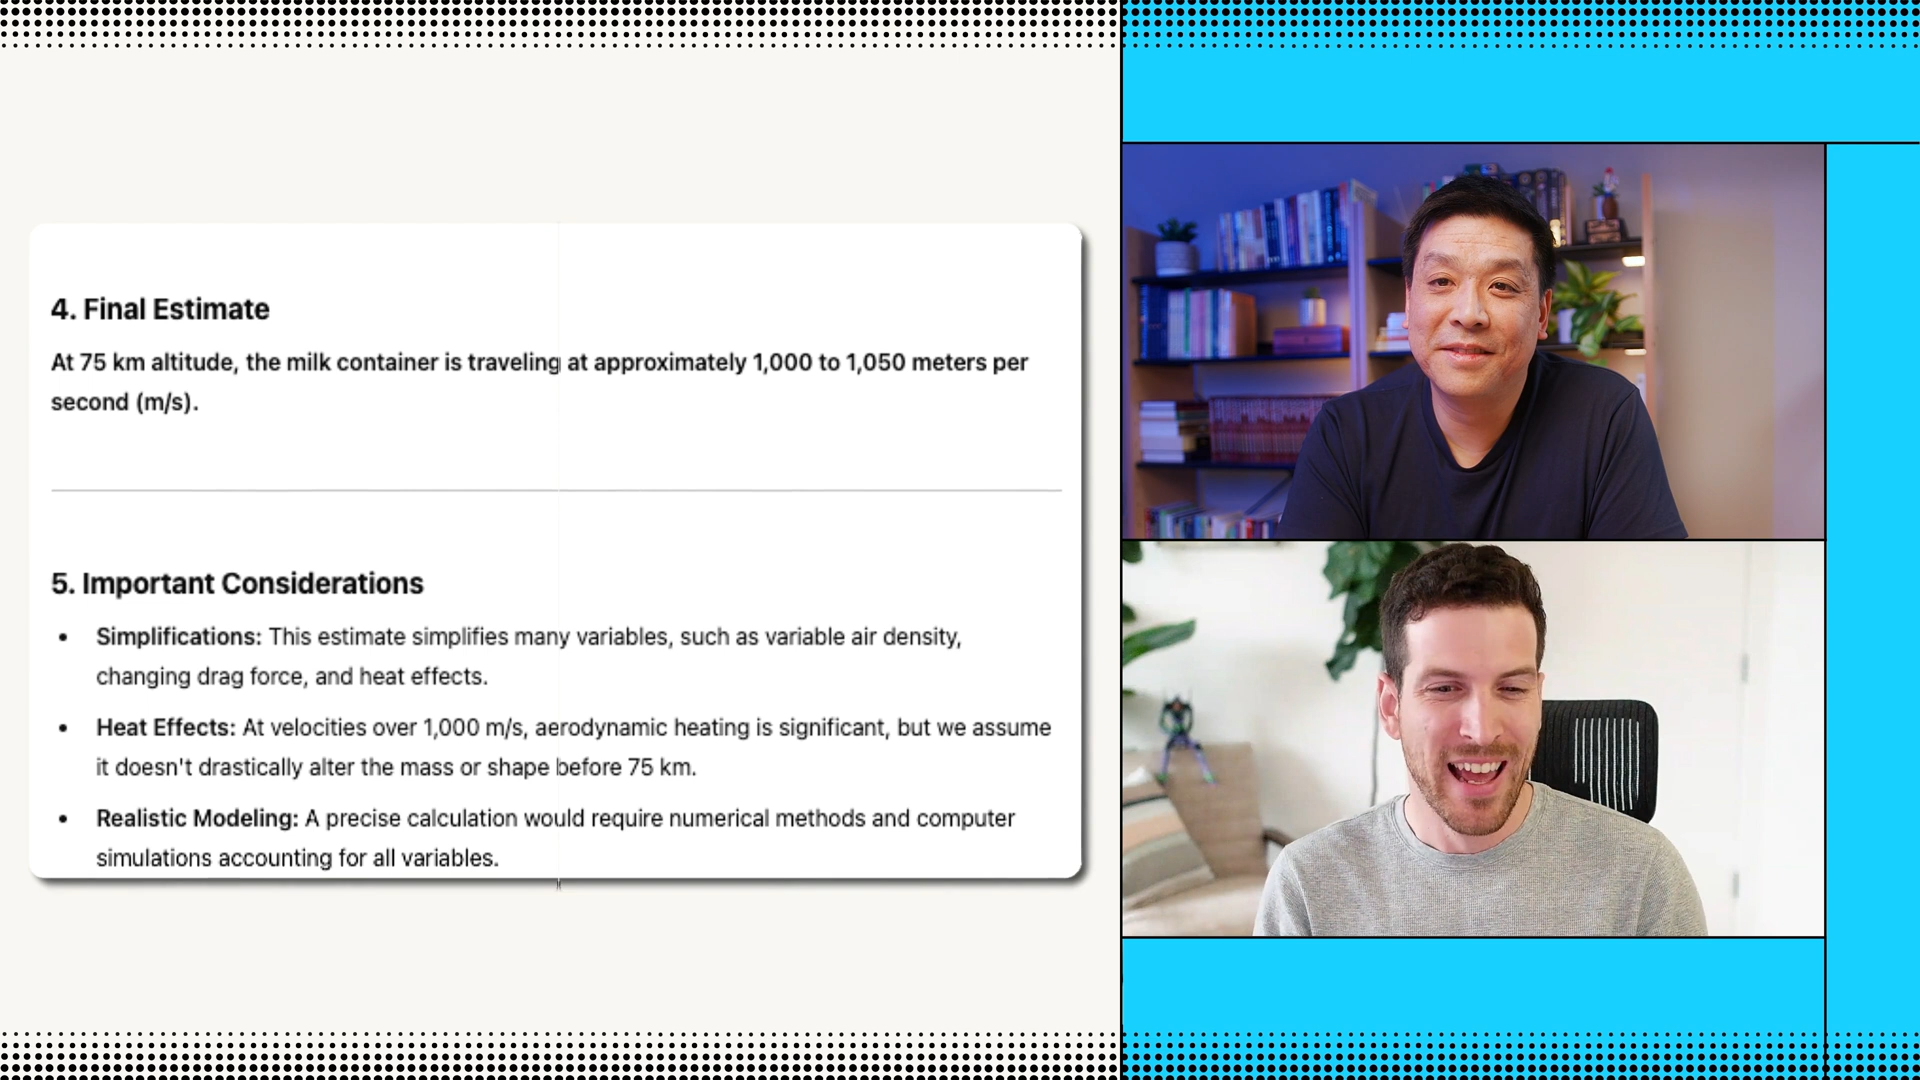 4. Final Estimate
At 75 km altitude, the milk container is traveling at approximately 1,000 to 1,050 meters per
second (m/s).
5. Important Considerations
• Simplifications: This estimate simplifies many variables, such as variable air density,
changing drag force, and heat effects.
• Heat Effects: At velocities over 1,000 m/s, aerodynamic heating is significant, but we assume
it doesn't drastically alter the mass or shape before 75 km.
• Realistic Modeling: A precise calculation would require numerical methods and computer
simulations accounting for all variables.